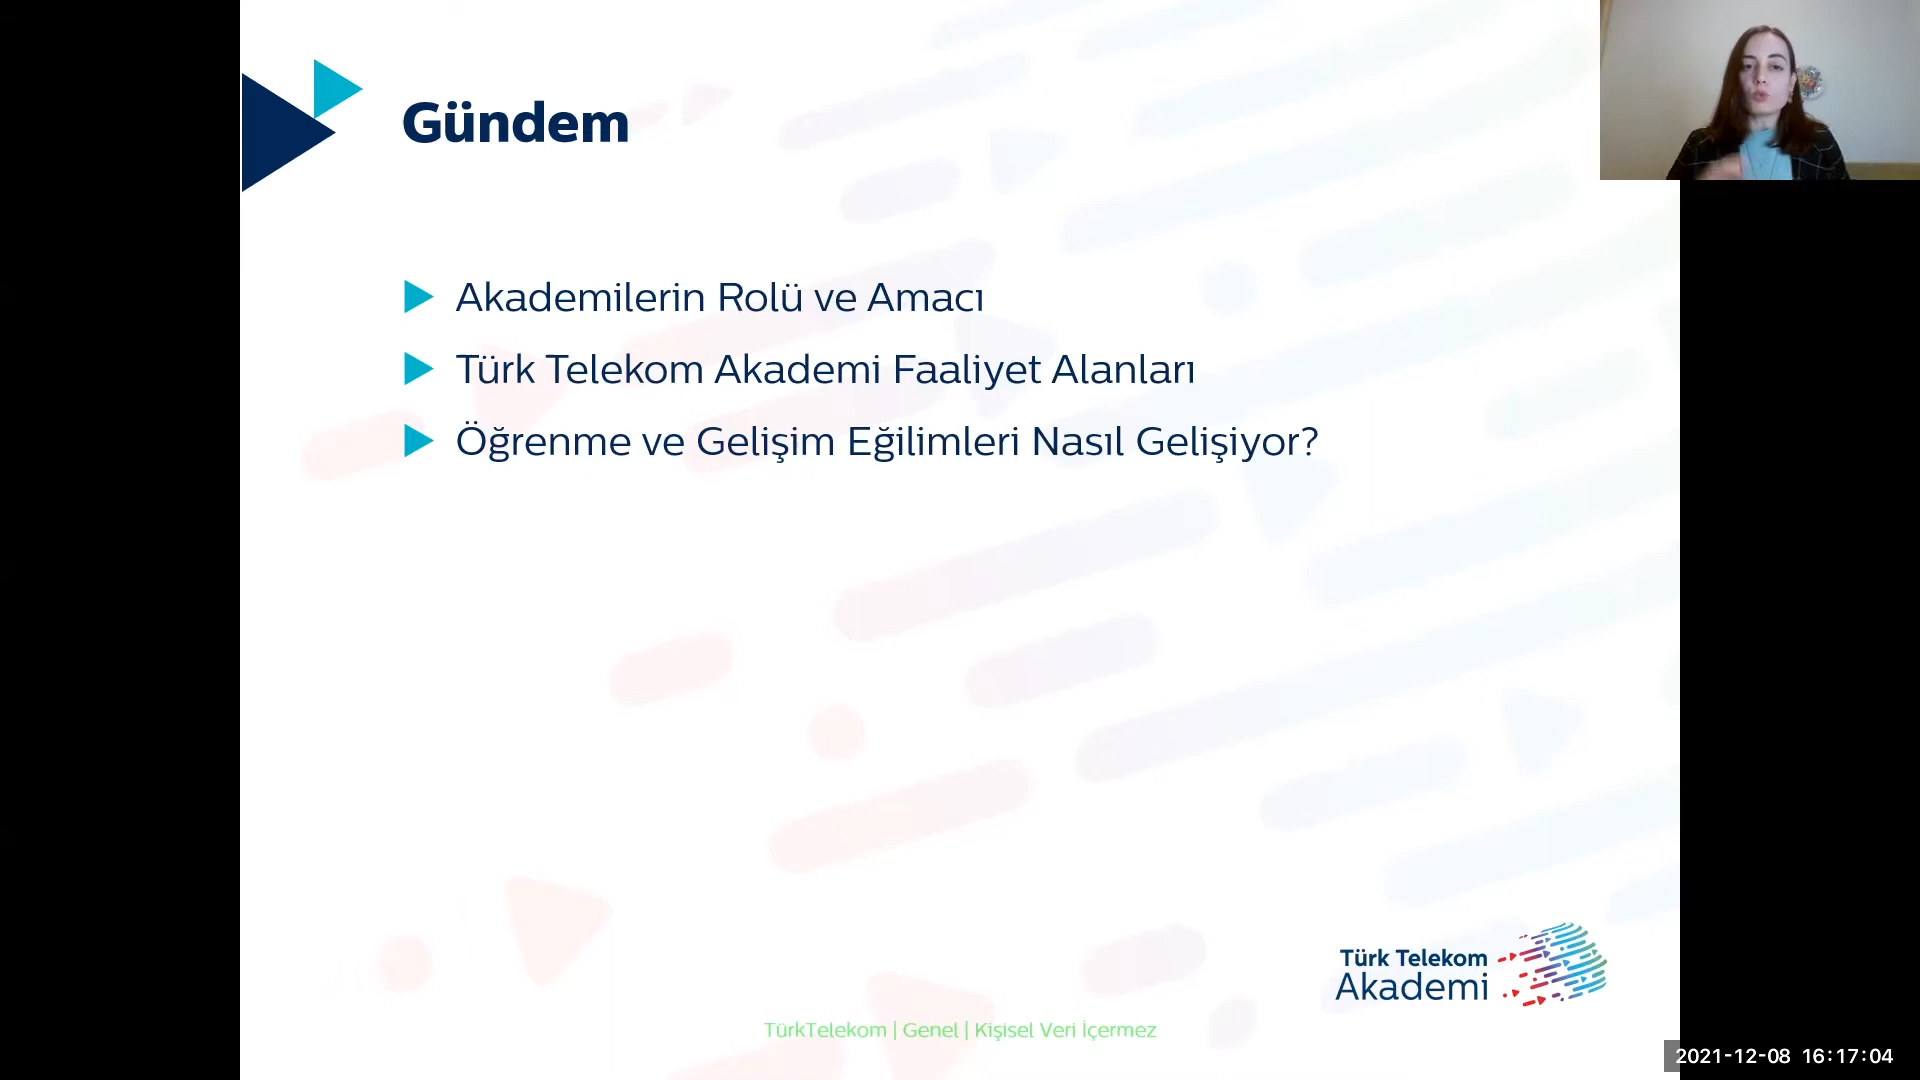 Gündem
Akademilerin Rolü ve Amacı
Türk Telekom Akademi Faaliyet Alanları
Öğrenme ve Gelişim Eğilimleri Nasıl Gelişiyor?
Türk Telekom
Akademi
TürkTelekom | Genel | Kişisel Veri İçermez
2021-12-08 16:17:04